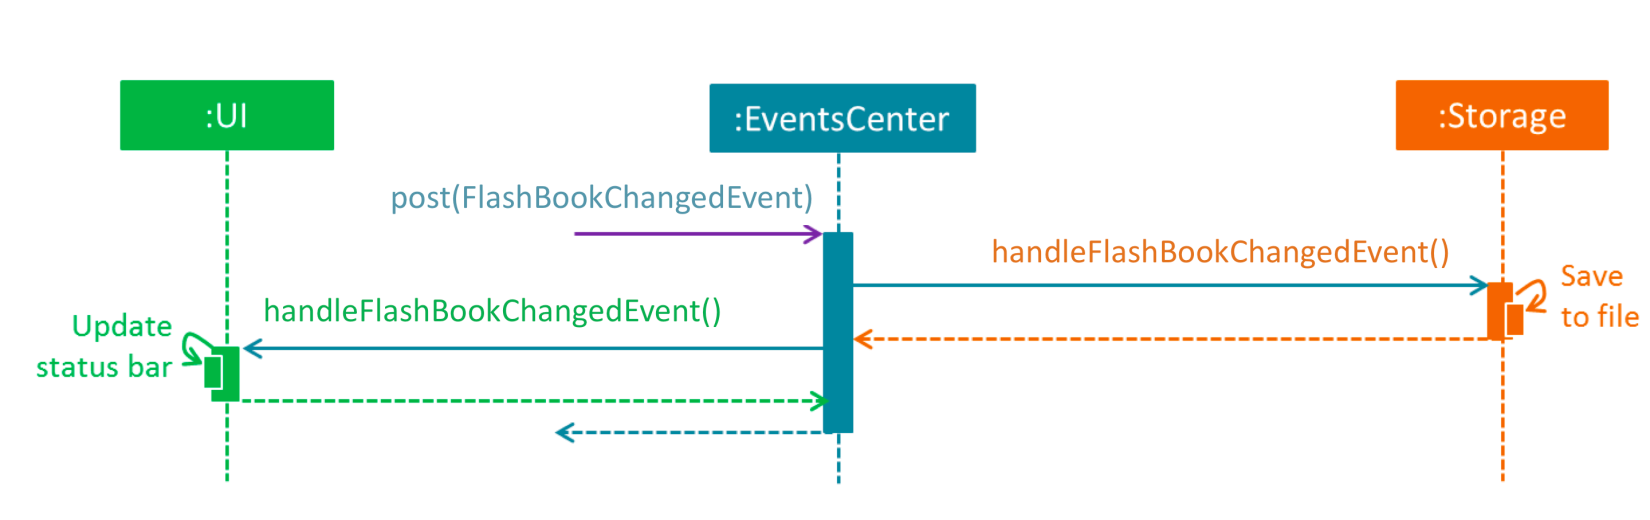 :UI
:EventsCenter
:Storage
post(FlashBookChangedEvent)
handleFlashBookChangedEvent()
Save
to file
handleFlashBookChangedEvent()
Update
status bar